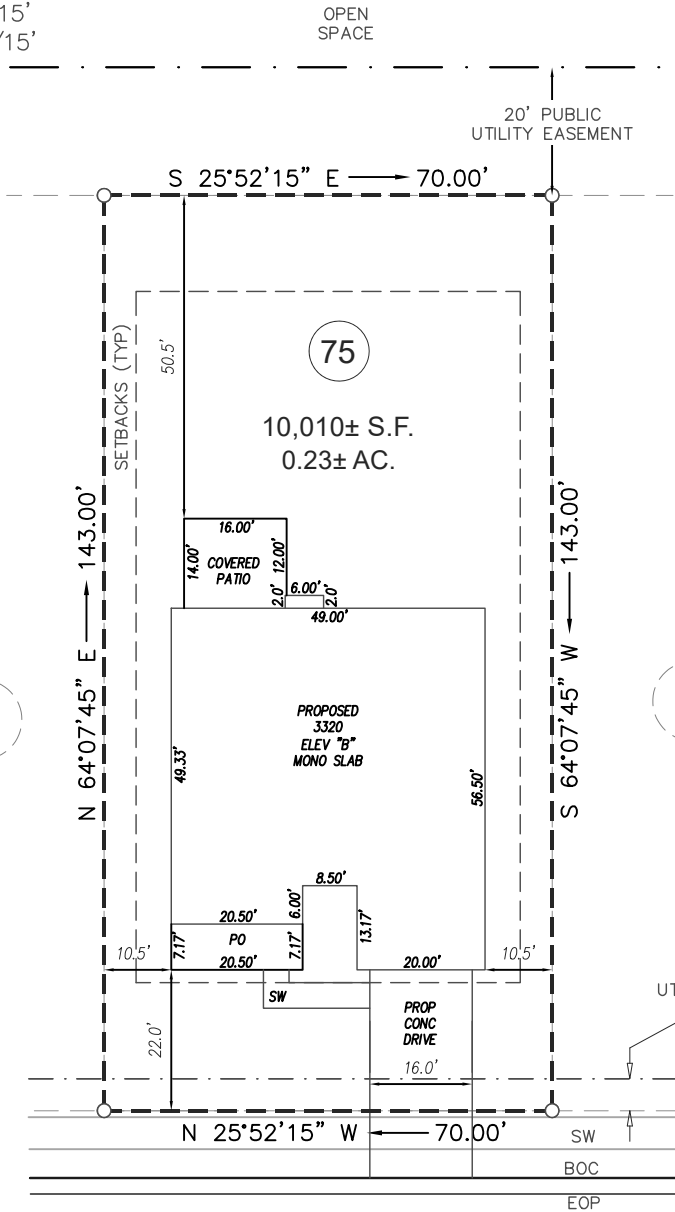 15'
/15'
OPEN
SPACE
20' PUBLIC
UTILITY EASEMENT
S 25°52'15" E 70.00'
SETBACKS (TYP)
50.5'
75
10,010± S.F.
0.23± AC.
N 64°07'45" E 143.00'
S 64°07'45" W 143.00'
16.00'
14.00'
COVERED
PATIO
12.00'
2.0'
6.00'
2.0'
49.00'
PROPOSED
3320
ELEV "B"
MONO SLAB
49.33'
56.50'
8.50'
6.00'
13.17'
20.50'
PO
7.17'
7.17'
20.50'
20.00'
10.5'
10.5'
SW
PROP
CONC
DRIVE
22.0'
16.0'
UT
N 25°52'15" W 70.00'
SW
BOC
EOP